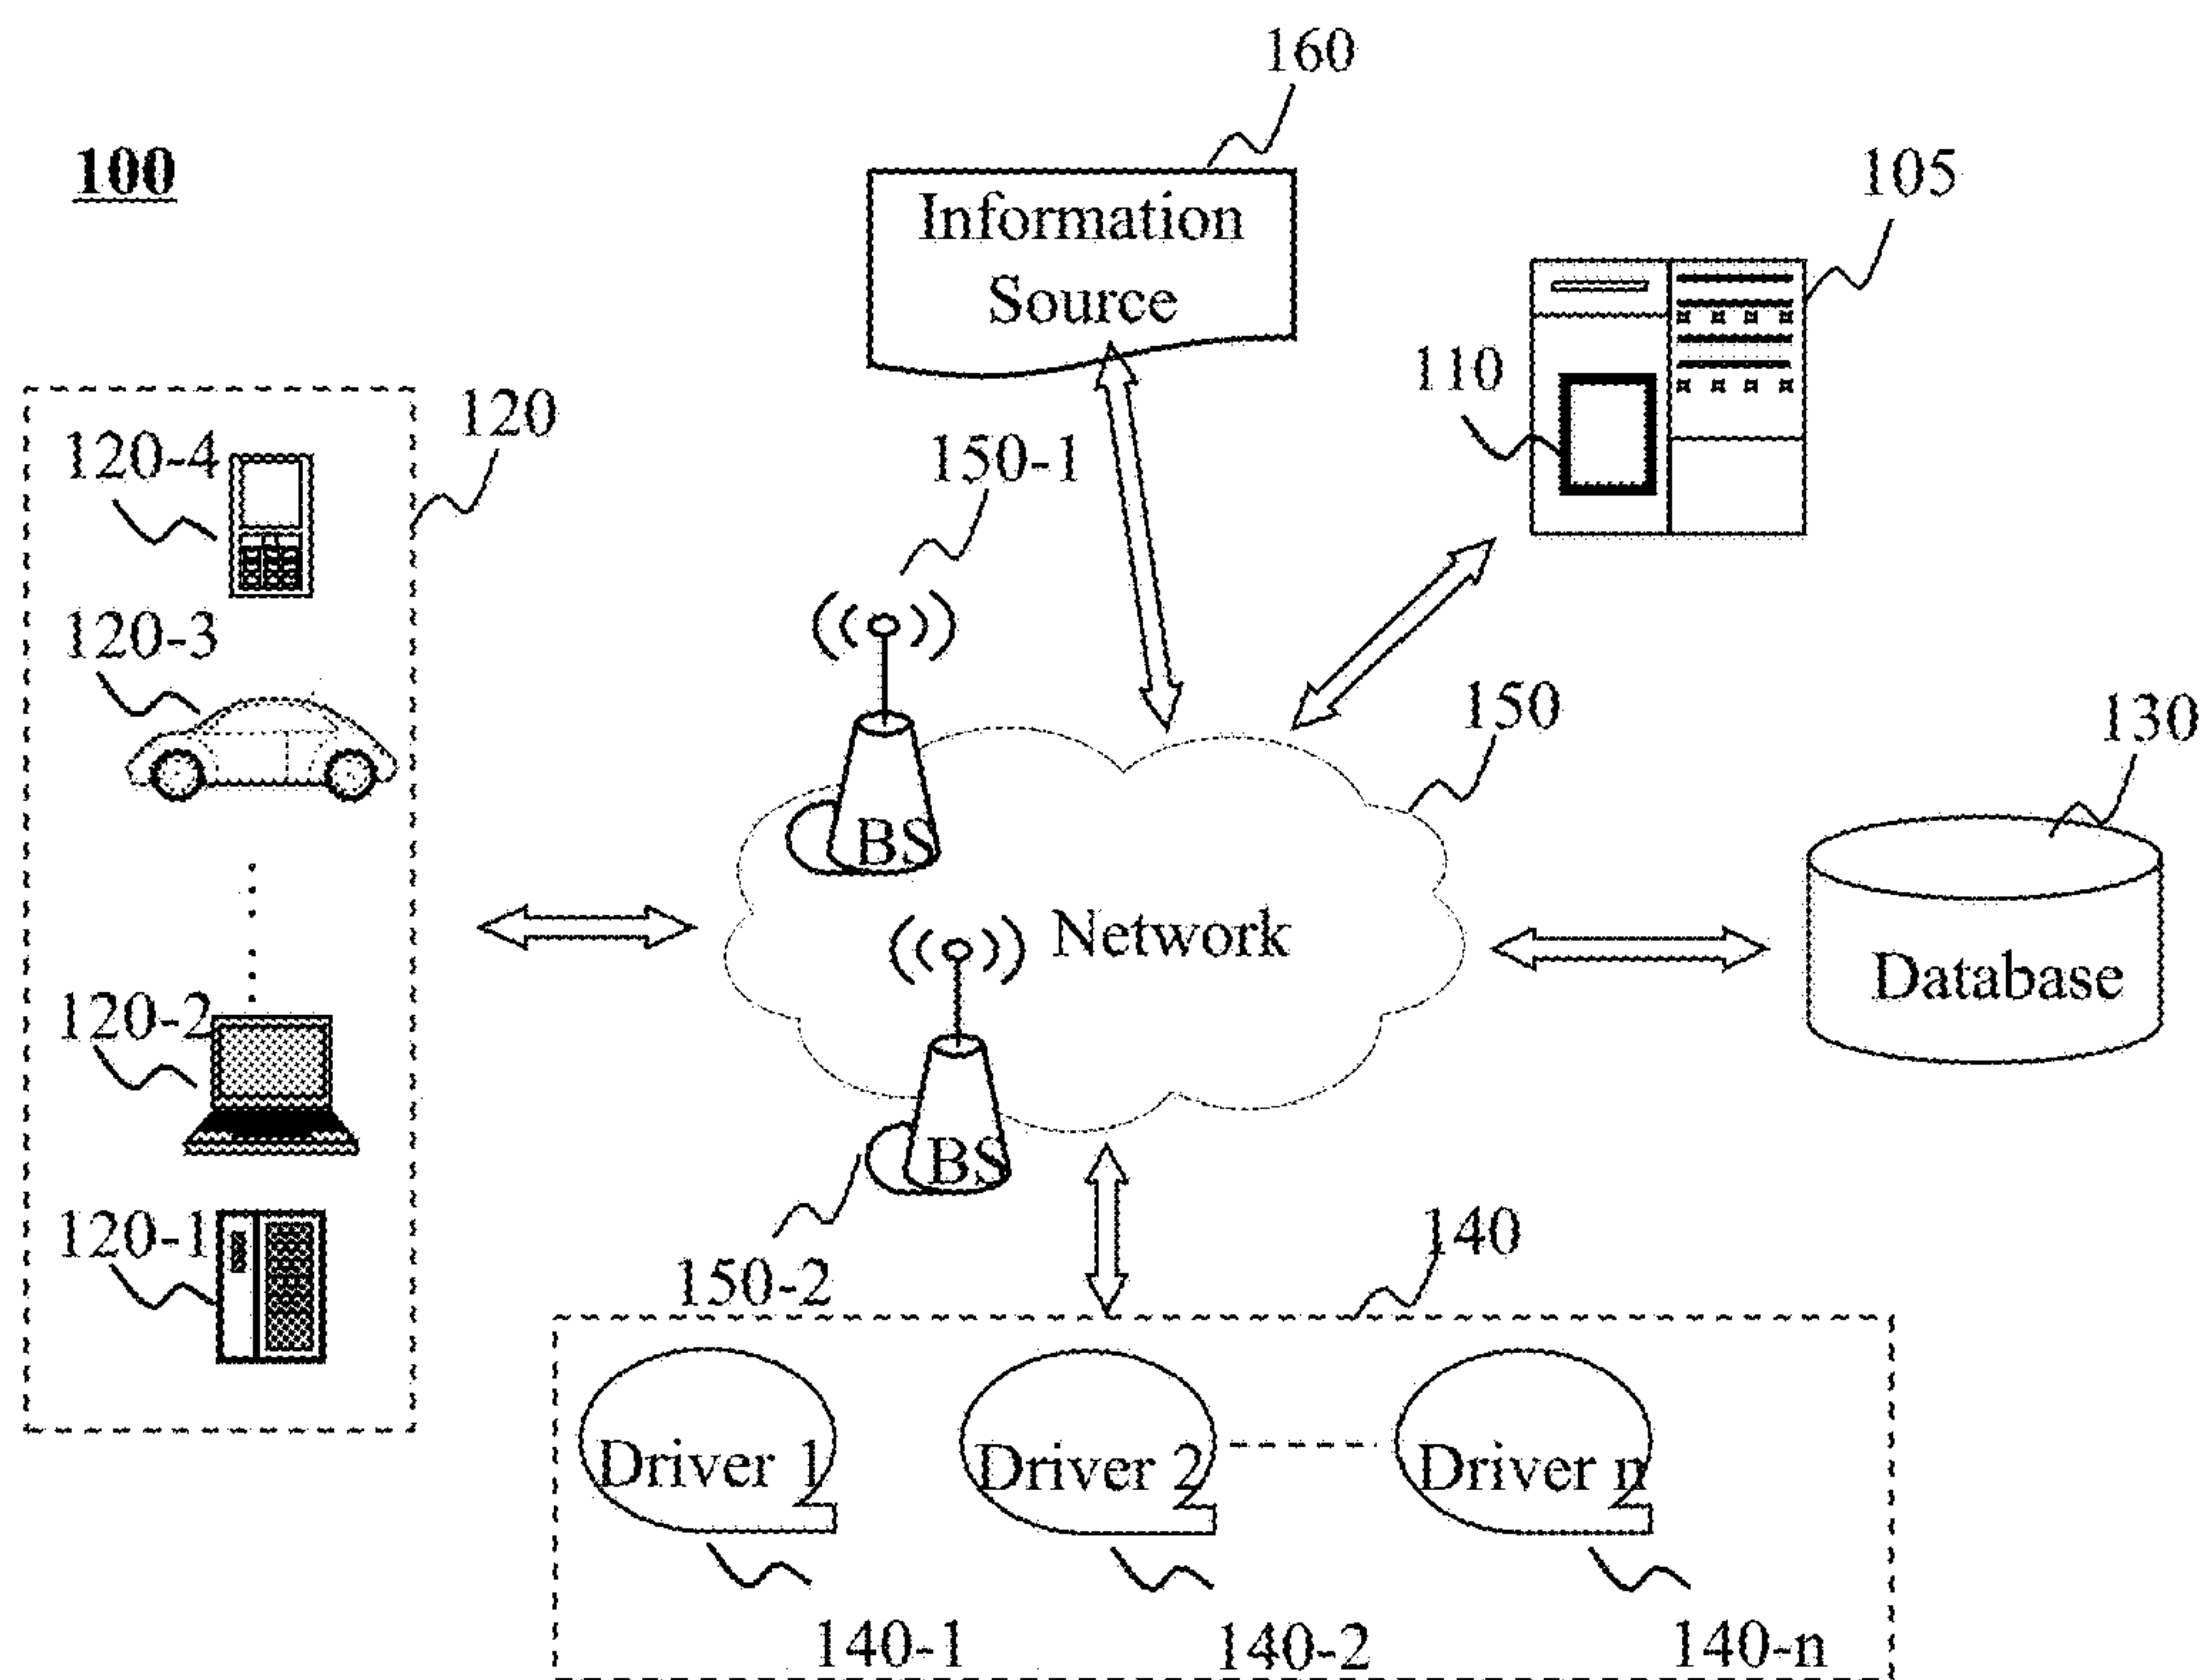 160
100
105
Information
Source
110
120
120-4
150-1
120-3
150
130
BS
Network
Database
120-2
BS
120-1
140
150-2
Driver 1
Driver 2
Driver n
140-1
140-2
140-n